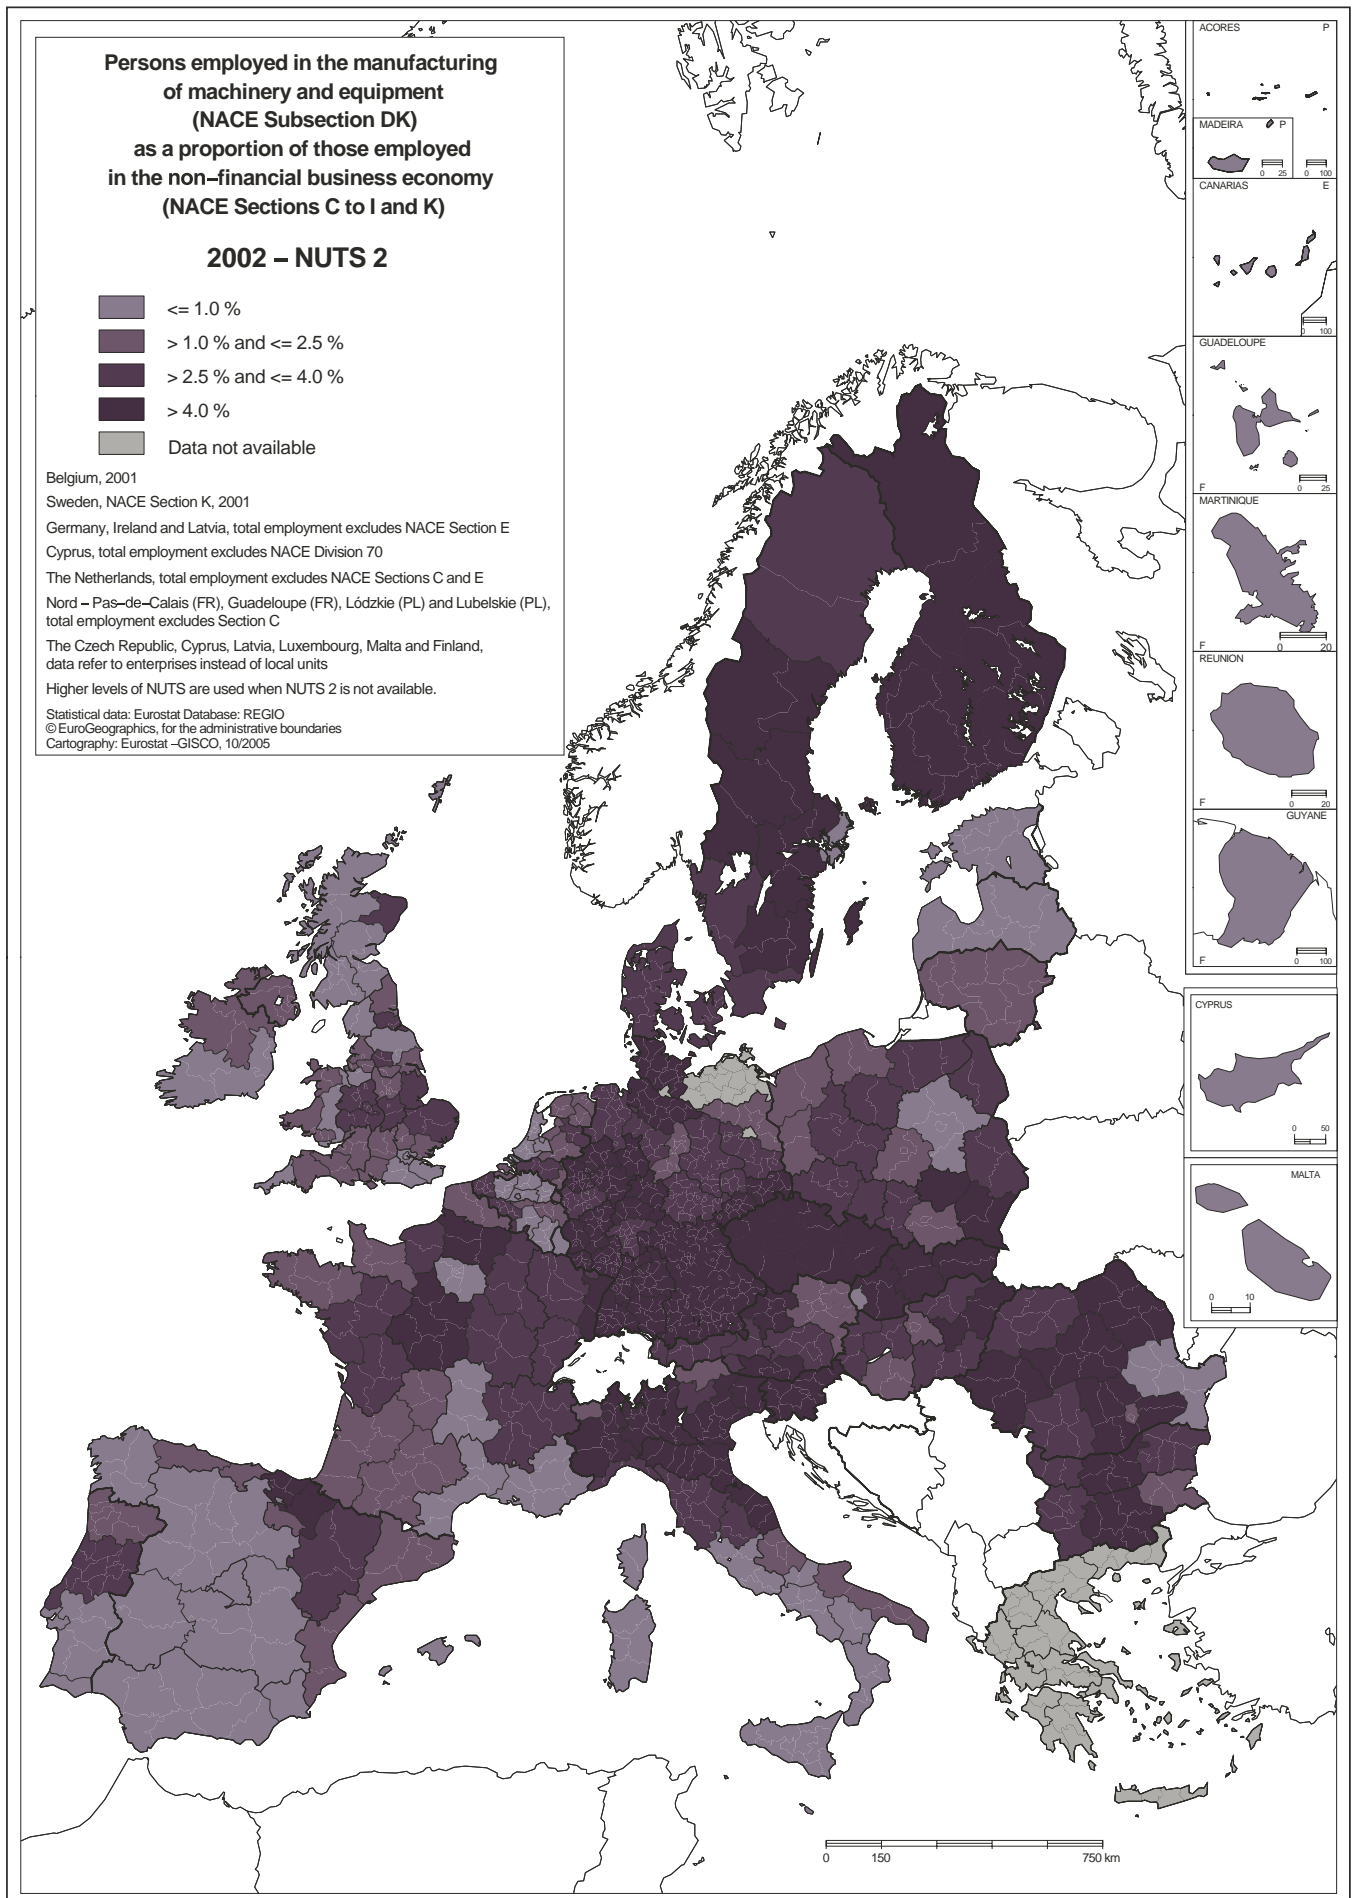 Persons employed in the manufacturing
of machinery and equipment
(NACE Subsection DK)
as a proportion of those employed
in the non–financial business economy
(NACE Sections C to I and K)
2002 – NUTS 2
<= 1.0 %
> 1.0 % and <= 2.5 %
> 2.5 % and <= 4.0 %
> 4.0 %
Data not available
Belgium, 2001
Sweden, NACE Section K, 2001
Germany, Ireland and Latvia, total employment excludes NACE Section E
Cyprus, total employment excludes NACE Division 70
The Netherlands, total employment excludes NACE Sections C and E
Nord – Pas–de–Calais (FR), Guadeloupe (FR), Lódzkie (PL) and Lubelskie (PL),
total employment excludes Section C
The Czech Republic, Cyprus, Latvia, Luxembourg, Malta and Finland,
data refer to enterprises instead of local units
Higher levels of NUTS are used when NUTS 2 is not available.
Statistical data: Eurostat Database: REGIO
© EuroGeographics, for the administrative boundaries
Cartography: Eurostat –GISCO, 10/2005
ACORES P
MADEIRA P
0 25 0 100
CANARIAS E
0 100
GUADELOUPE
F 0 25
MARTINIQUE
F 0 20
REUNION
F 0 20
GUYANE
F 0 100
CYPRUS
0 50
MALTA
0 10
0 150 750 km